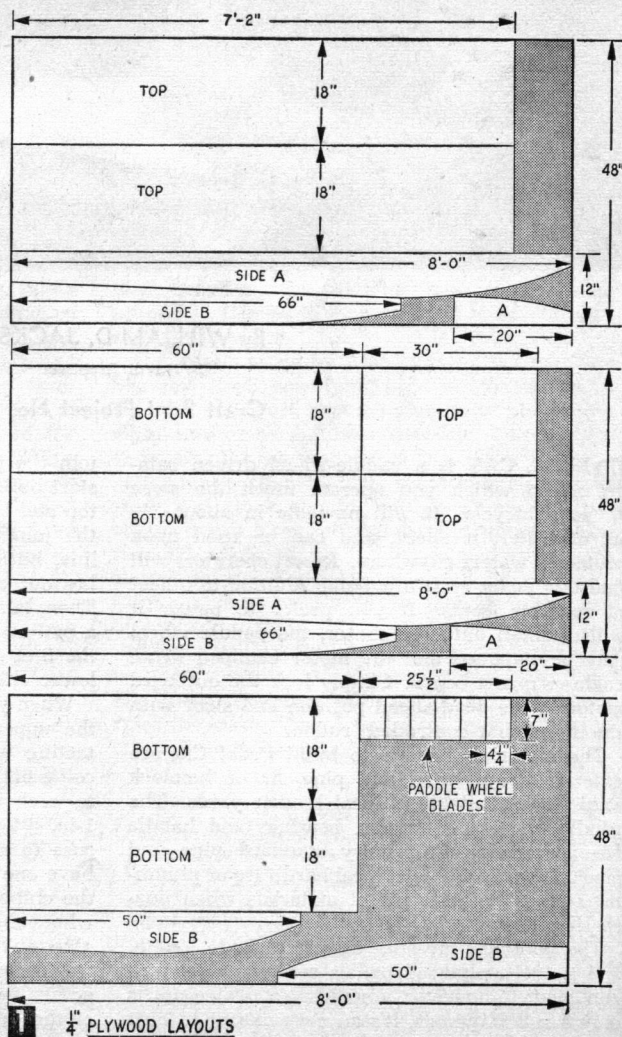 7'-2"
TOP
18"
48"
TOP
18"
SIDE A
8'-0"
12"
SIDE B
66"
A
20"
60"
30"
BOTTOM
18"
TOP
48"
BOTTOM
18"
TOP
SIDE A
8'-0"
12"
SIDE B
66"
A
20"
60"
25 1/2"
BOTTOM
18"
7"
4 1/4"
PADDLE WHEEL
BLADES
48"
BOTTOM
18"
50"
SIDE B
SIDE B
50"
8'-0"
1 1/4" PLYWOOD LAYOUTS